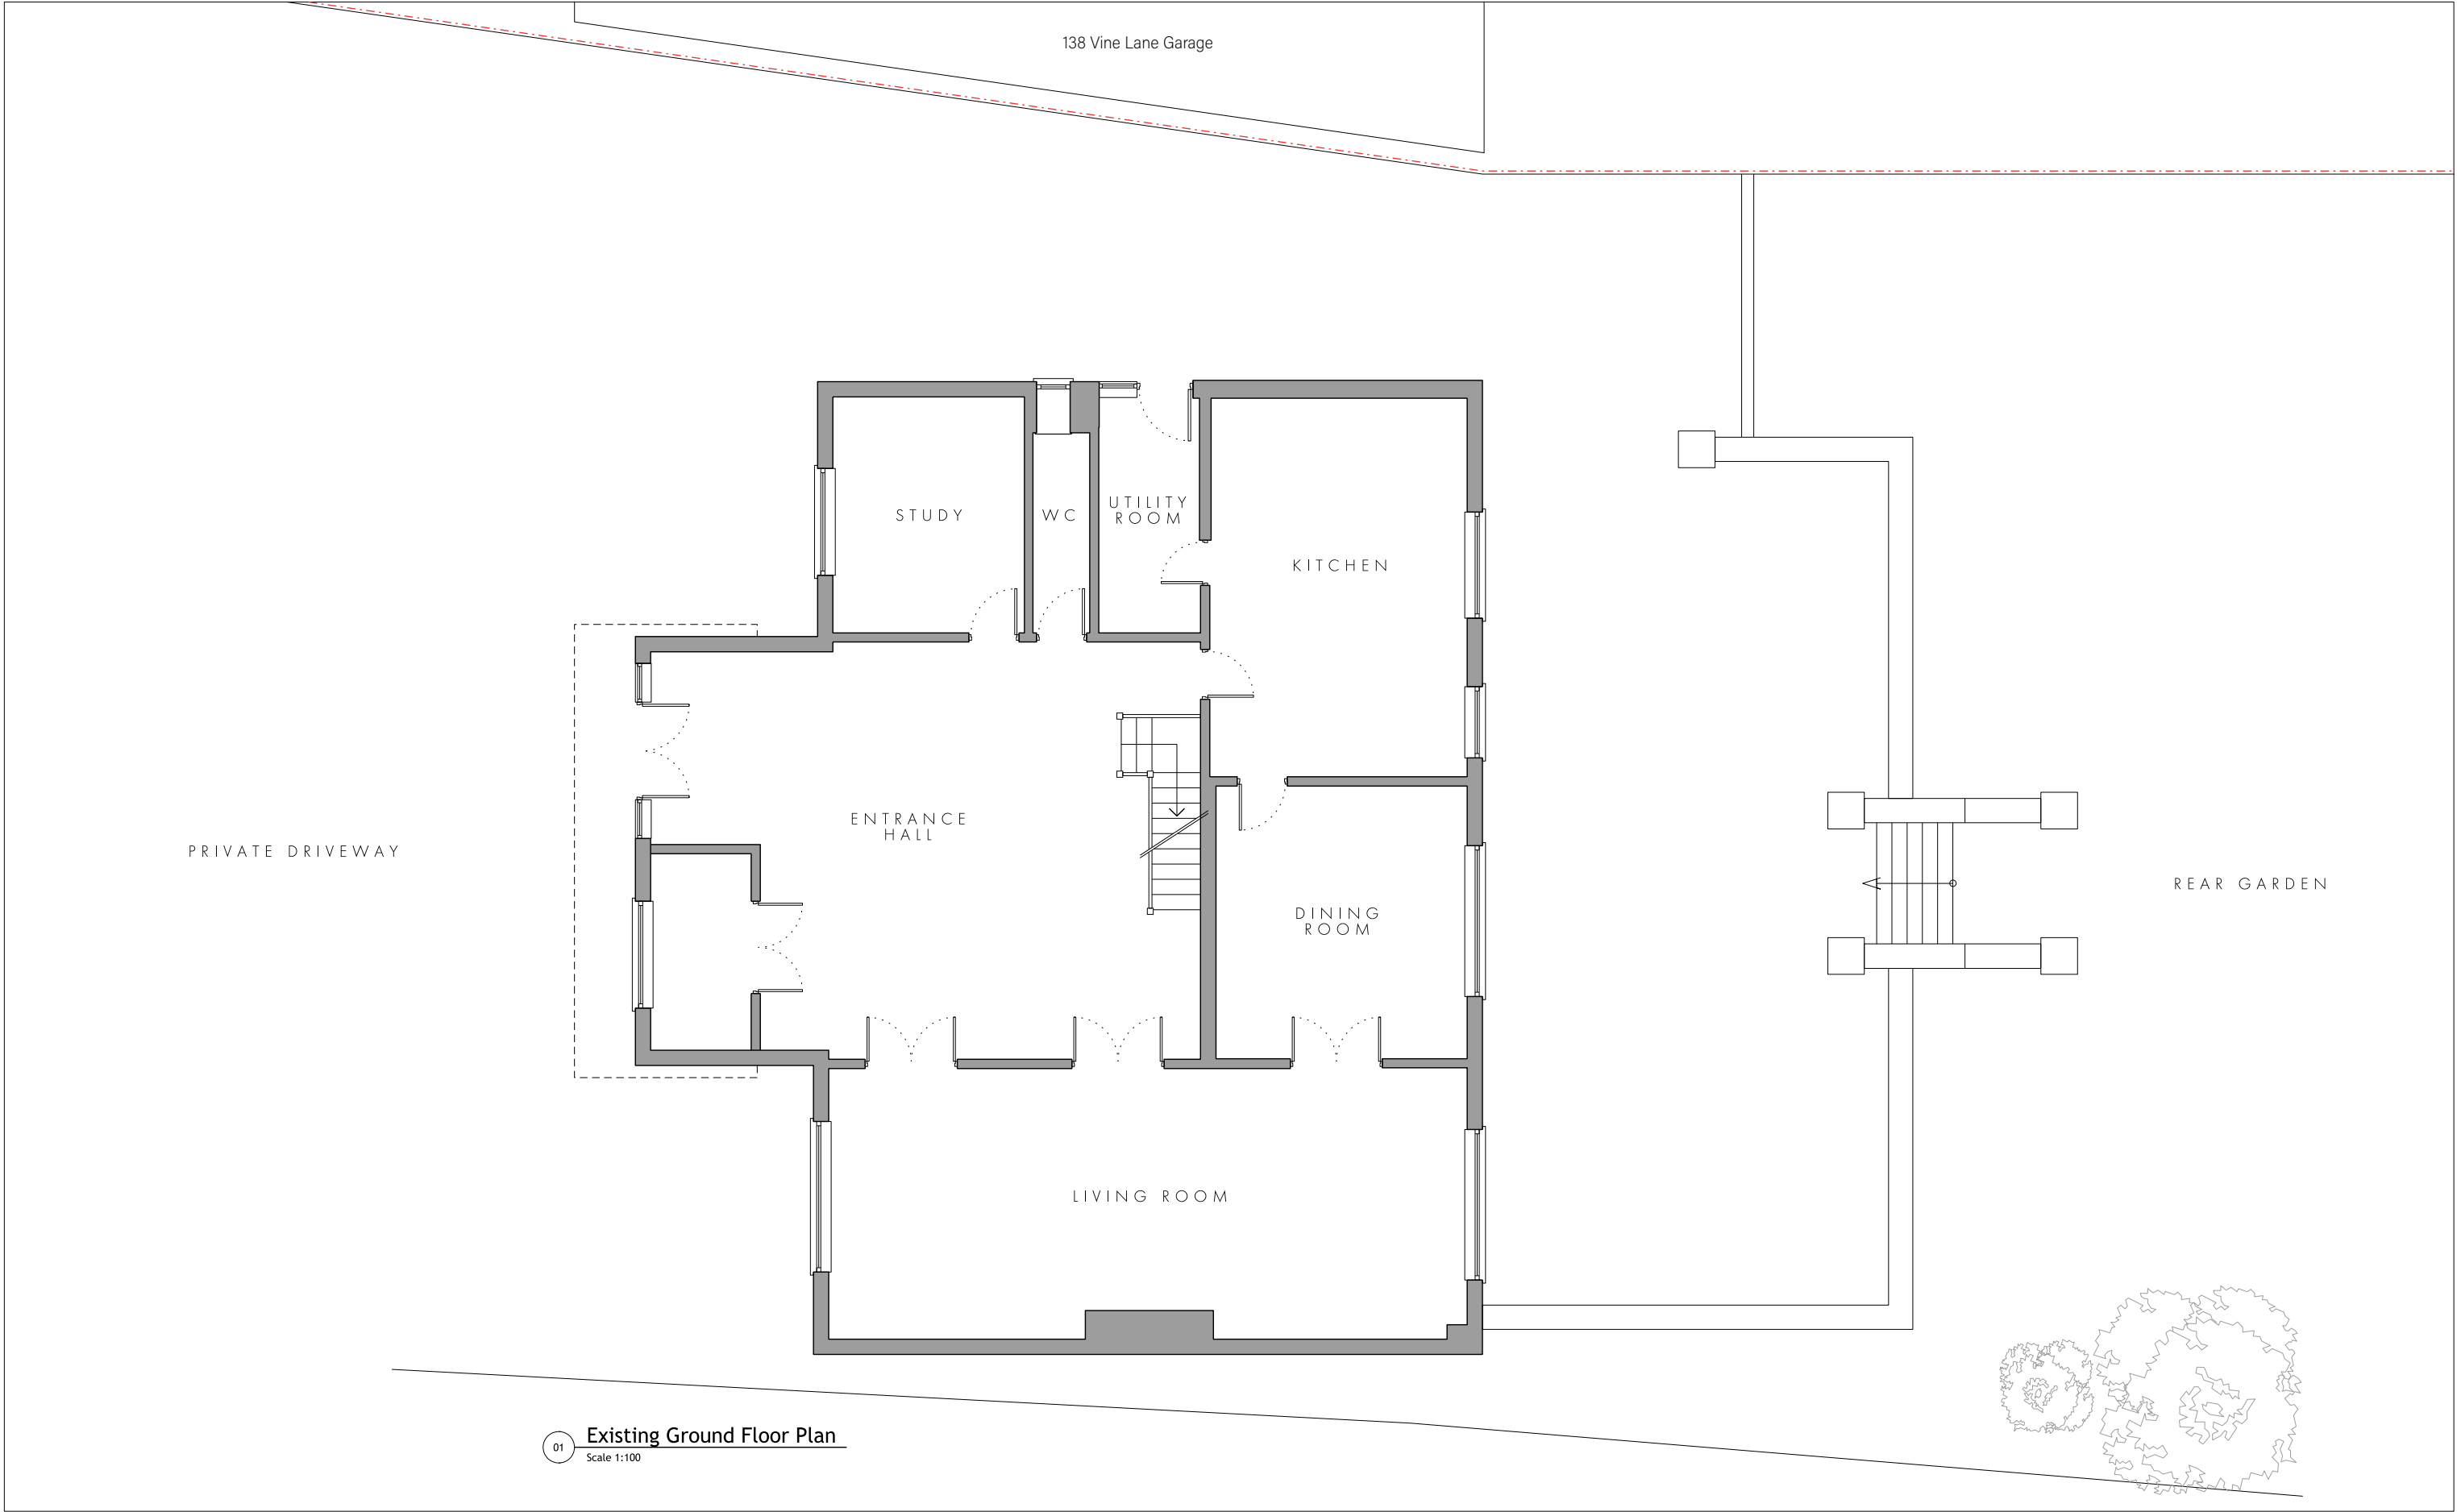 138 Vine Lane Garage
STUDY
WC
UTILITY
ROOM
KITCHEN
ENTRANCE
HALL
PRIVATE DRIVEWAY
DINING
ROOM
REAR GARDEN
LIVING ROOM
01
Existing Ground Floor Plan
Scale 1:100